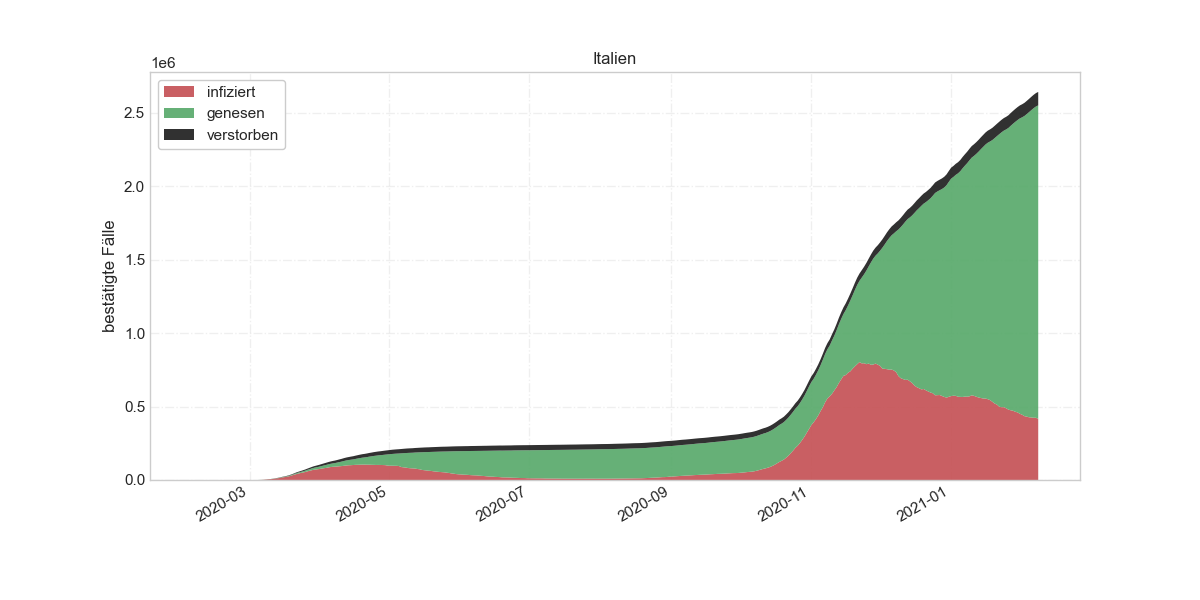 Italien
1e6
infiziert
genesen
verstorben
bestätigte Fälle
2.5
2.0
1.5
1.0
0.5
0.0
2020-03
2020-05
2020-07
2020-09
2020-11
2021-01